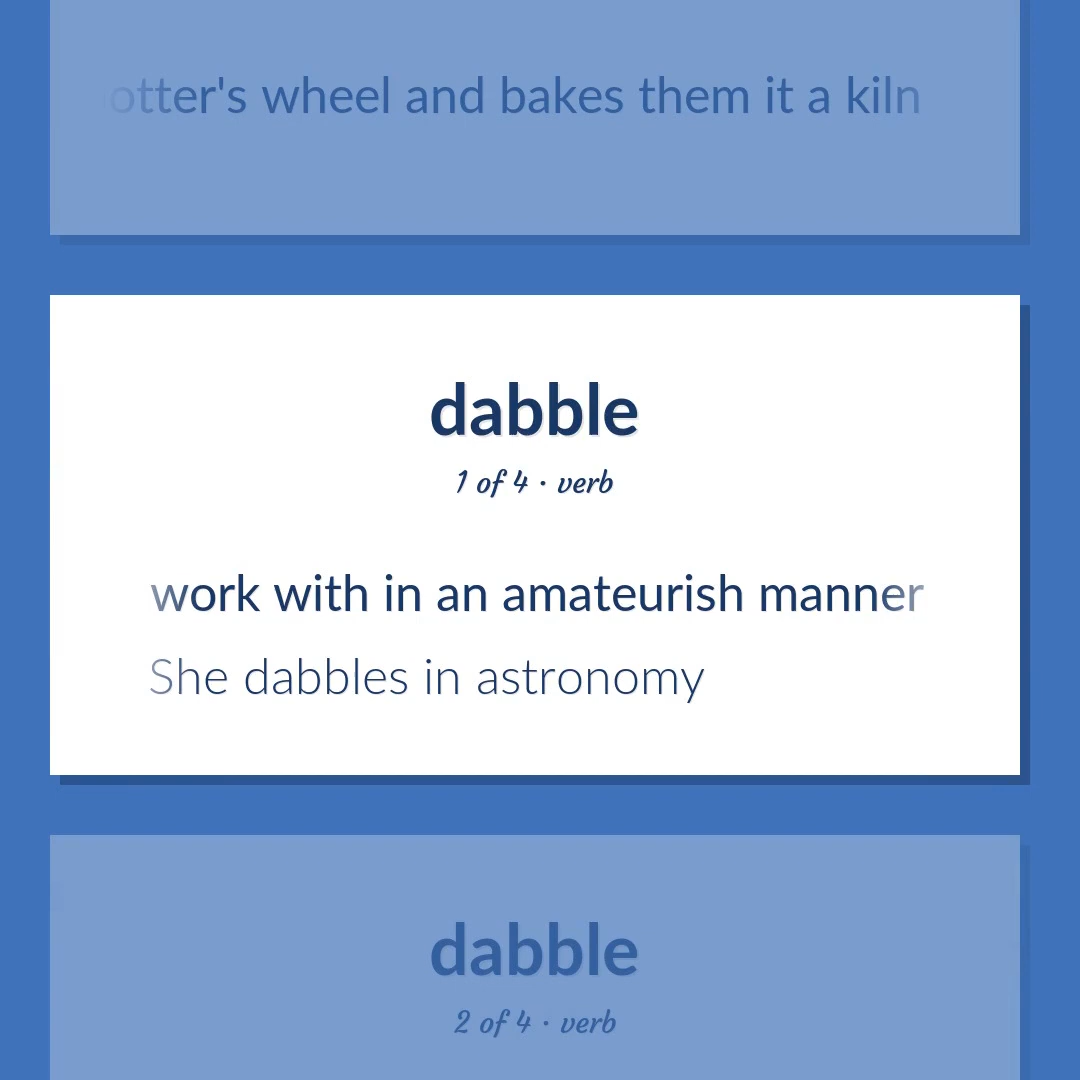 otter's wheel and bakes them it a kiln
dabble
1 of 4 · verb
work with in an amateurish manner
She dabbles in astronomy
dabble
2 of 4 · verb